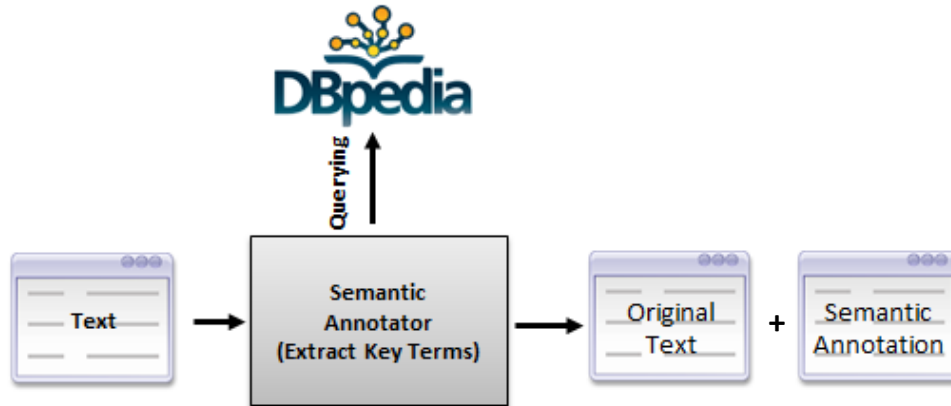 DBpedia
Querying
Text
Semantic
Annotator
(Extract Key Terms)
Original
Text
+
Semantic
Annotation